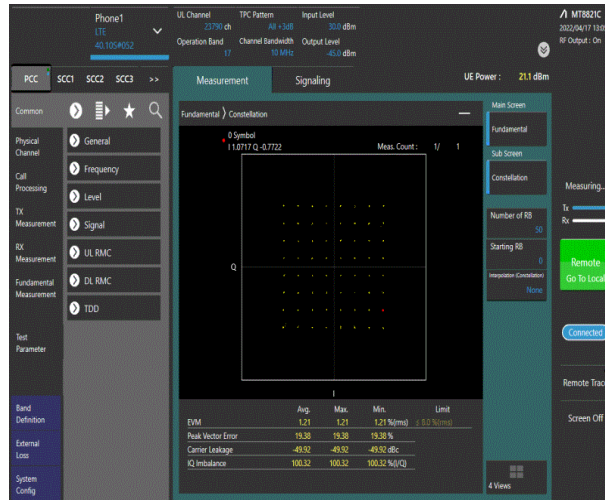 Phone1
LTE
40.10S#052
UL Channel TPC Pattern Input Level
23790 ch All +3dB 30.0 dBm
Operation Band Channel Bandwidth Output Level
17 10 MHz -45.0 dBm
MT8821C
2022/04/17 13:0
RF Output : On
PCC SCC1 SCC2 SCC3 >>
Measurement Signaling UE Power : 21.1 dBm
Common
Physical
Channel
Call
Processing
TX
Measurement
RX
Measurement
Fundamental
Measurement
Test
Parameter
Band
Definition
External
Loss
System
Config
General
Frequency
Level
Signal
UL RMC
DL RMC
TDD
Fundamental 〉 Constellation
0 Symbol
I 1.0717 Q -0.7722 Meas. Count : 1/ 1
Q
I
Avg. Max. Min. Limit
EVM 1.21 1.21 1.21 %(rms) ≤ 8.0 %(rms)
Peak Vector Error 19.38 19.38 19.38 %
Carrier Leakage -49.92 -49.92 -49.92 dBc
IQ Imbalance 100.32 100.32 100.32 %(I/Q)
Main Screen
Fundamental
Sub Screen
Constellation
Number of RB
50
Starting RB
0
Interpolation (Constellation)
None
4 Views
Measuring...
Tx
Rx
Remote
Go To Local
Connected
Remote Trac
Screen Off